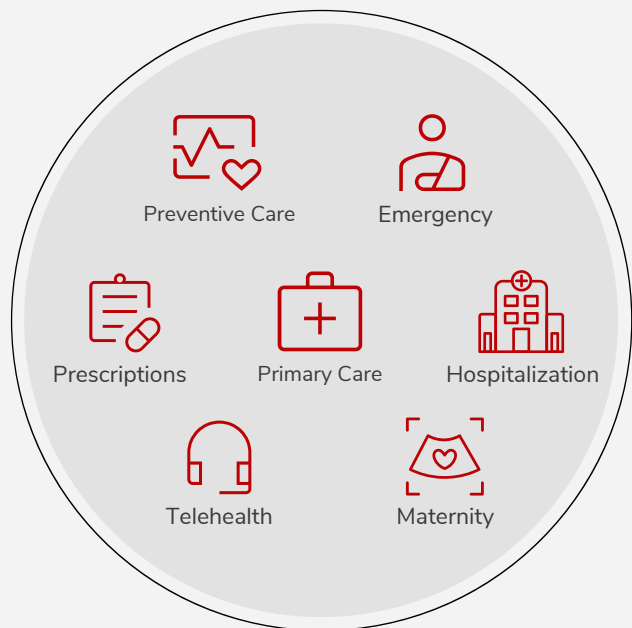 Preventive Care
Emergency
Prescriptions
Primary Care
Hospitalization
Telehealth
Maternity